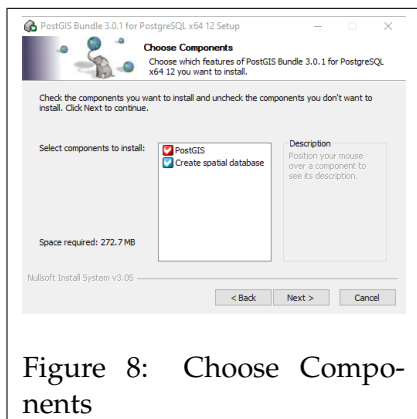 PostGIS Bundle 3.0.1 for PostgreSQL x64 12 Setup
Choose Components
Choose which features of PostGIS Bundle 3.0.1 for PostgreSQL
x64 12 you want to install.
Check the components you want to install and uncheck the components you don't want to
install. Click Next to continue.
Select components to install:
PostGIS
Create spatial database
Description
Position your mouse
over a component to
see its description.
Space required: 272.7 MB
Nullsoft Install System v3.05
< Back
Next >
Cancel
Figure 8: Choose Compo-
nents